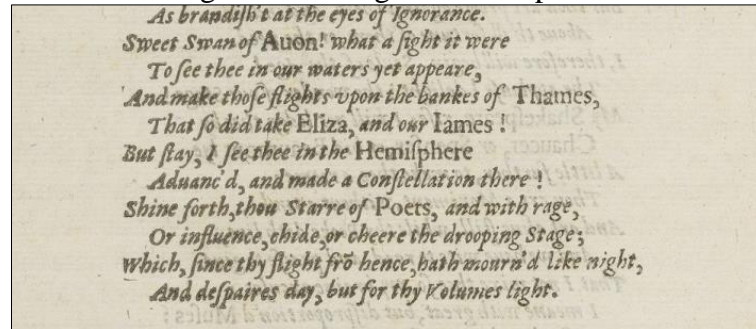 As brandiſh't at the eyes of Ignorance.
Sweet Swan of Auon! what a ſight it were
To ſee thee in our waters yet appeare,
And make thoſe flights vpon the bankes of Thames,
That ſo did take Eliza, and our Iames !
But ſtay, I ſee thee in the Hemiſphere
Aduanc'd, and made a Conſtellation there !
Shine forth, thou Starre of Poets, and with rage,
Or influence, chide, or cheere the drooping Stage;
Which, ſince thy flight frō hence, hath mourn'd like night,
And deſpaires day, but for thy Volumes light.